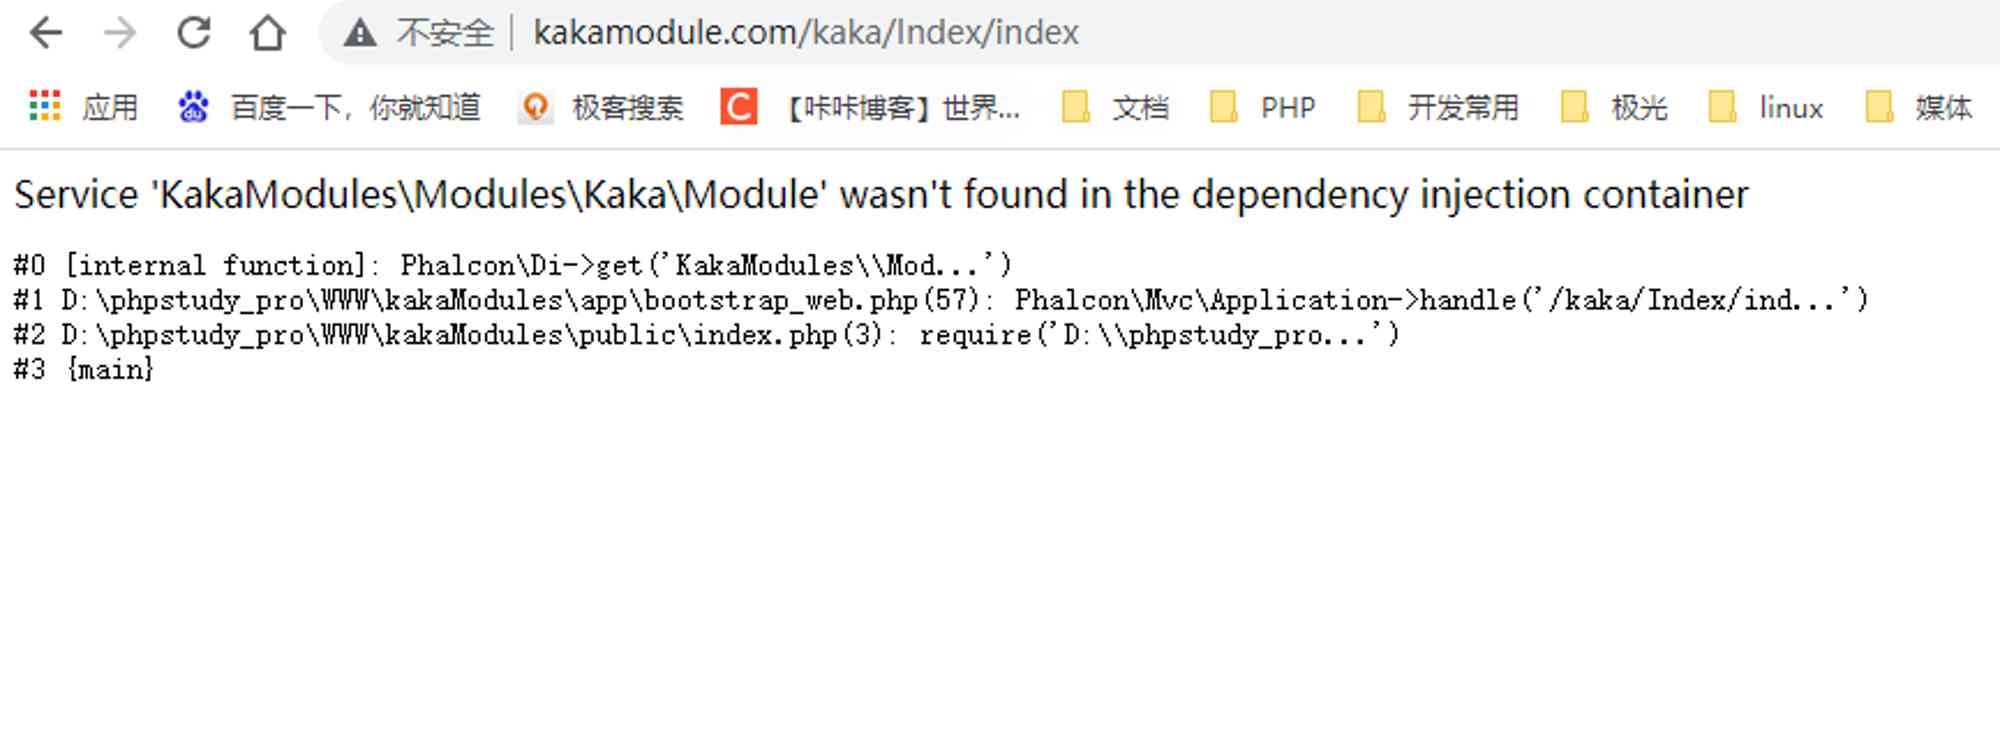 不安全 | kakamodule.com/kaka/Index/index
应用 百度一下，你就知道 极客搜索 C 【咔咔博客】世界... 文档 PHP 开发常用 极光 linux 媒体
Service 'KakaModules\Modules\Kaka\Module' wasn't found in the dependency injection container
#0 [internal function]: Phalcon\Di->get('KakaModules\\Mod...')
#1 D:\phpstudy_pro\WWW\kakaModules\app\bootstrap_web.php(57): Phalcon\Mvc\Application->handle('/kaka/Index/ind...')
#2 D:\phpstudy_pro\WWW\kakaModules\public\index.php(3): require('D:\\phpstudy_pro...')
#3 {main}